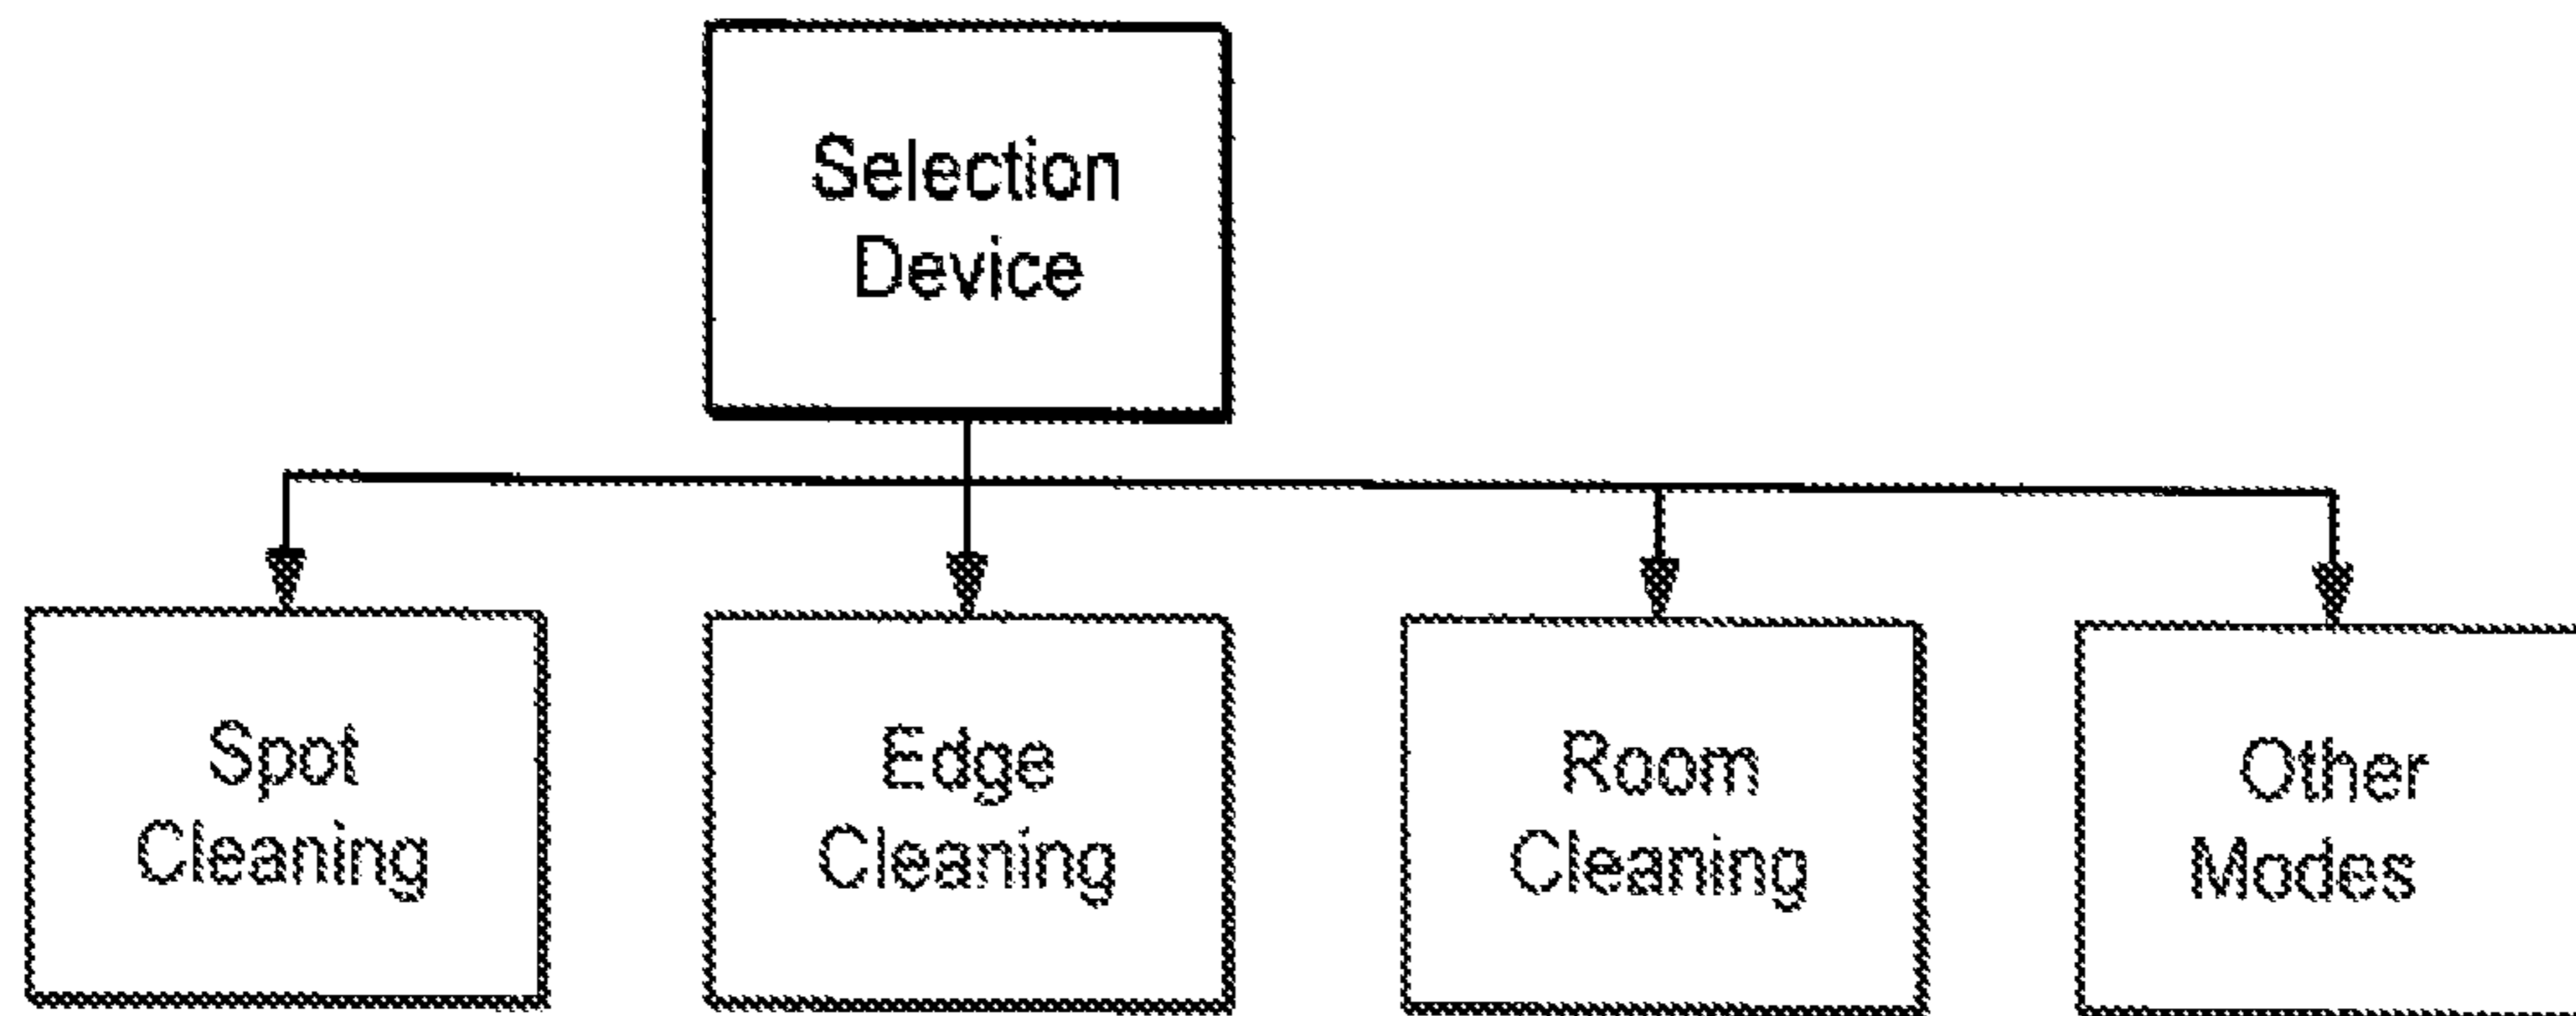 Selection
Device
Spot
Cleaning
Edge
Cleaning
Room
Cleaning
Other
Modes